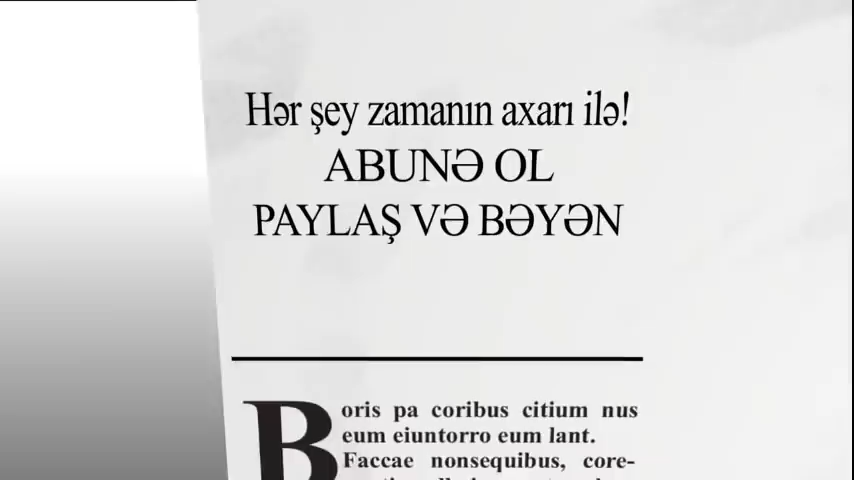 Hər şey zamanın axarı ilə!
ABUNƏ OL
PAYLAŞ VƏ BƏYƏN
Boris pa coribus citium nus
eum eiuntorro eum lant.
Faccae nonsequibus, core-